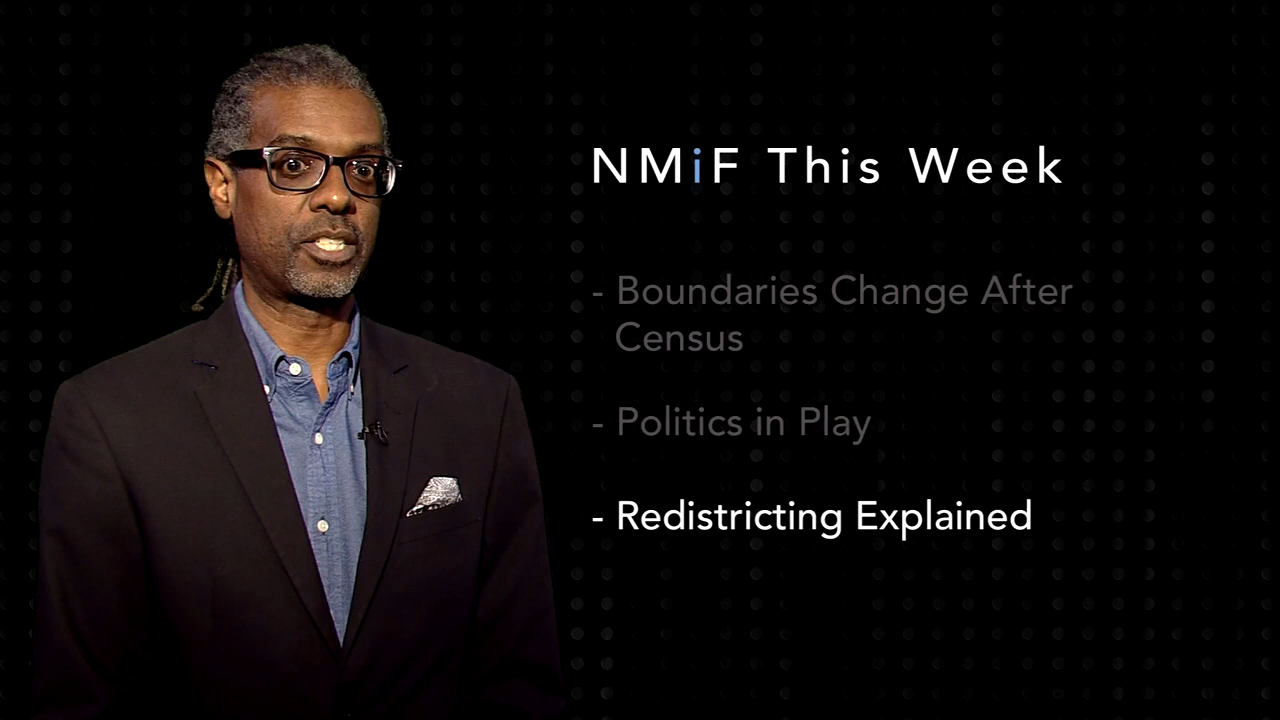 NMiF This Week
- Boundaries Change After
Census
- Politics in Play
- Redistricting Explained